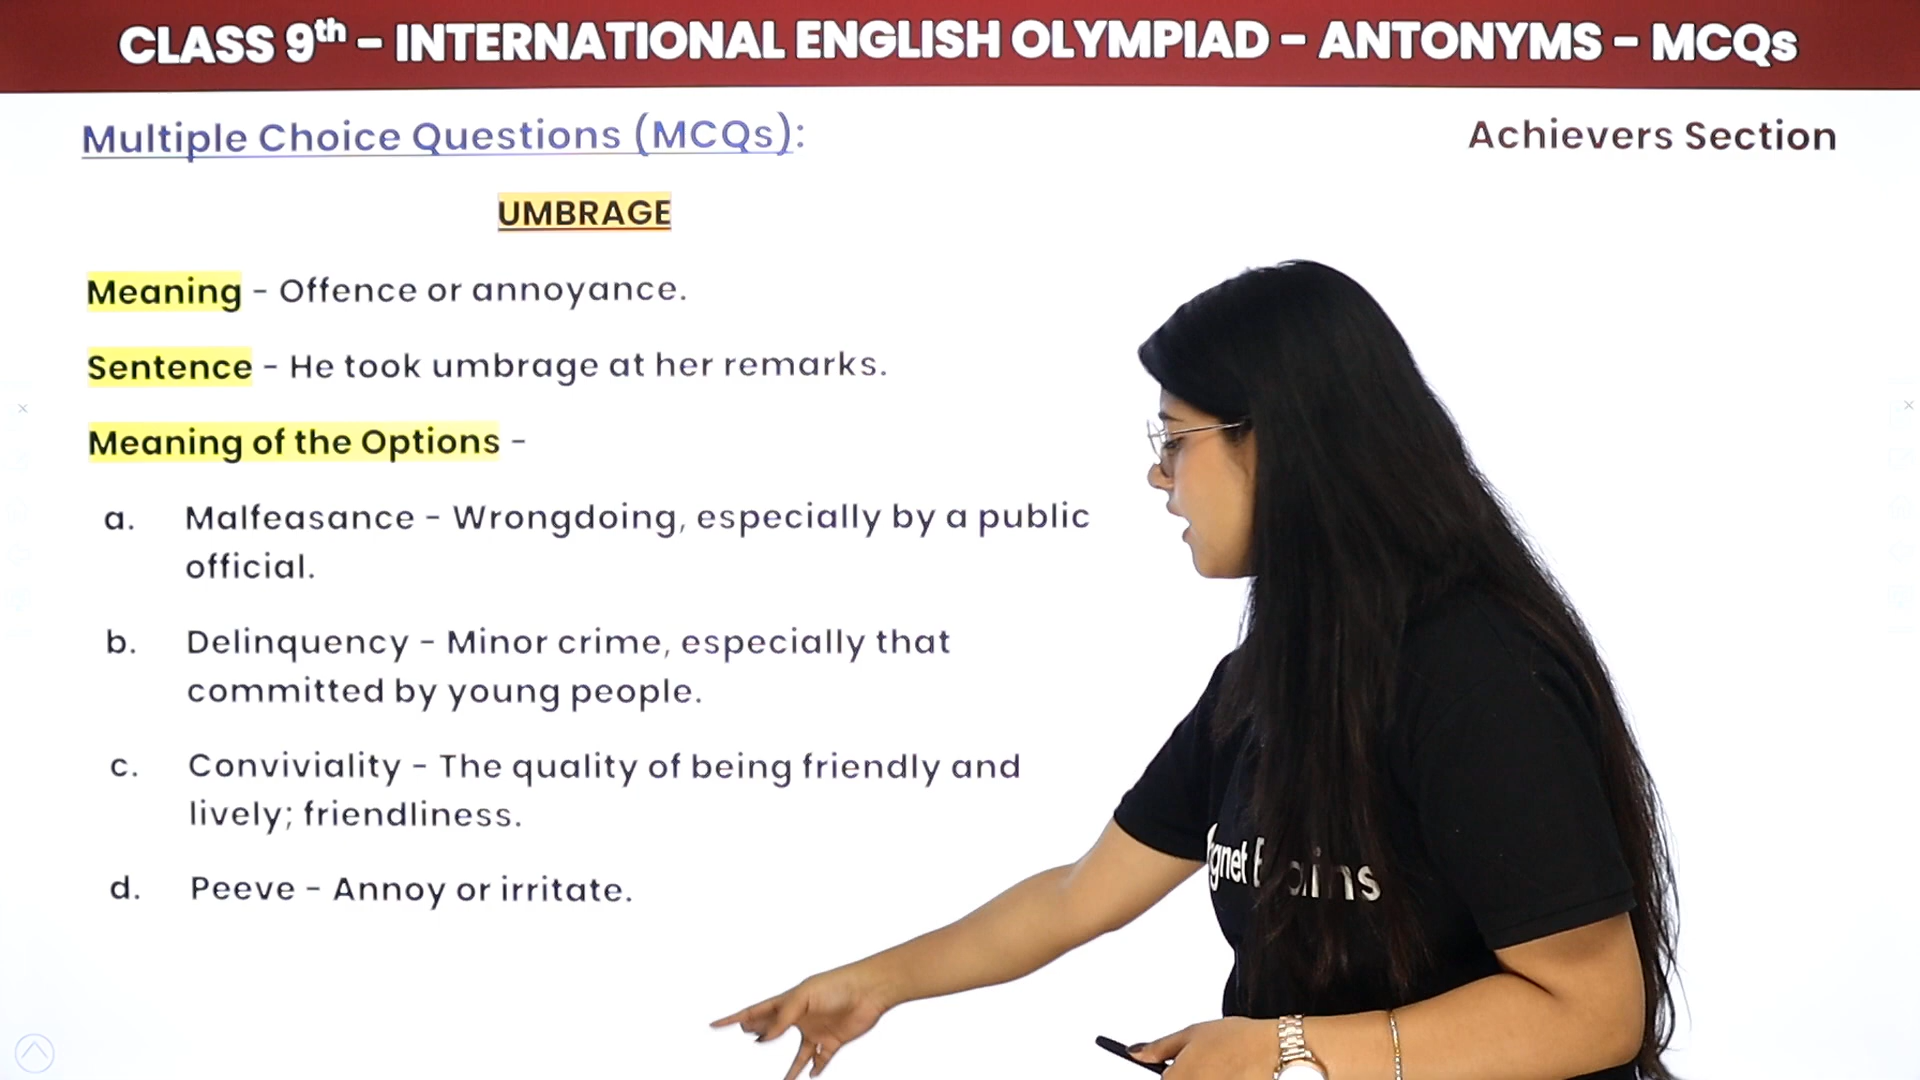 CLASS 9th - INTERNATIONAL ENGLISH OLYMPIAD - ANTONYMS - MCQs
Multiple Choice Questions (MCQs):
Achievers Section
UMBRAGE
Meaning - Offence or annoyance.
Sentence - He took umbrage at her remarks.
Meaning of the Options -
a. Malfeasance - Wrongdoing, especially by a public
official.
b. Delinquency - Minor crime, especially that
committed by young people.
c. Conviviality - The quality of being friendly and
lively; friendliness.
d. Peeve - Annoy or irritate.